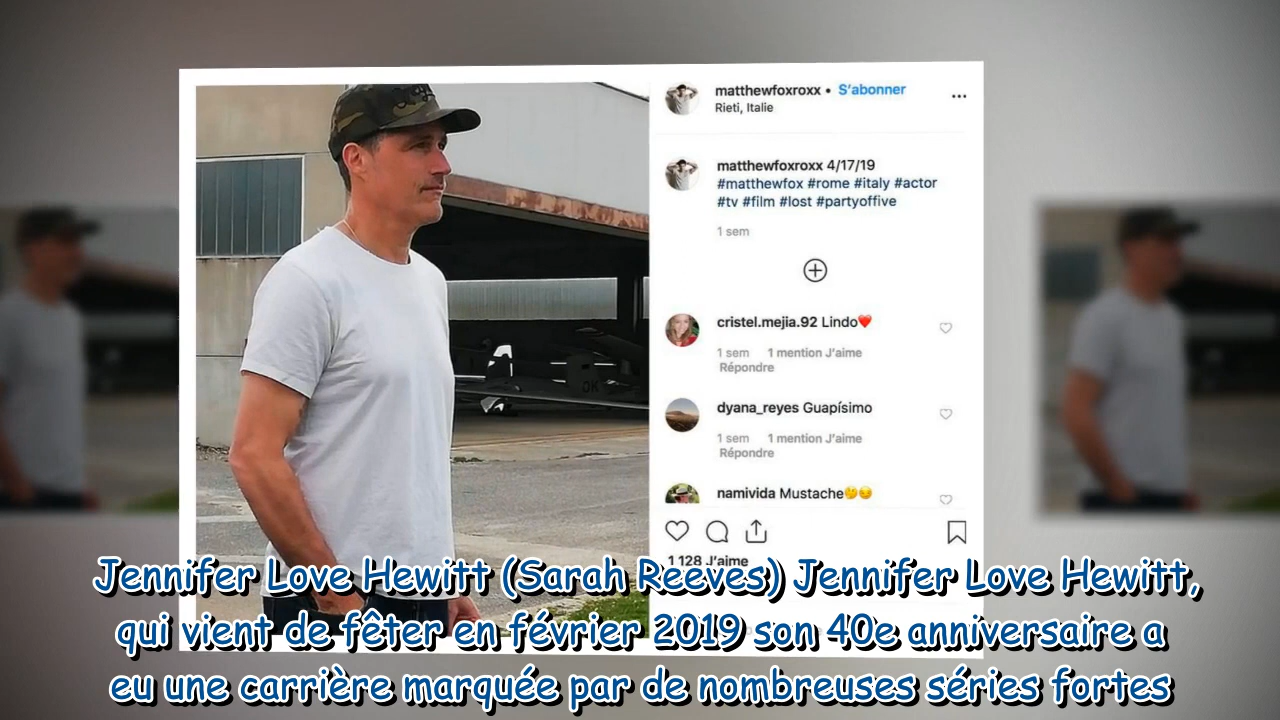 matthewfoxroxx • S'abonner
Rieti, Italie
matthewfoxroxx 4/17/19
#matthewfox #rome #italy #actor
#tv #film #lost #partyoffive
1 sem
cristel.mejia.92 Lindo❤️
1 sem 1 mention J'aime
Répondre
dyana_reyes Guapísimo
1 sem 1 mention J'aime
Répondre
namivida Mustache🤔😏
1 128 J'aime
Jennifer Love Hewitt (Sarah Reeves) Jennifer Love Hewitt,
qui vient de fêter en février 2019 son 40e anniversaire a
eu une carrière marquée par de nombreuses séries fortes